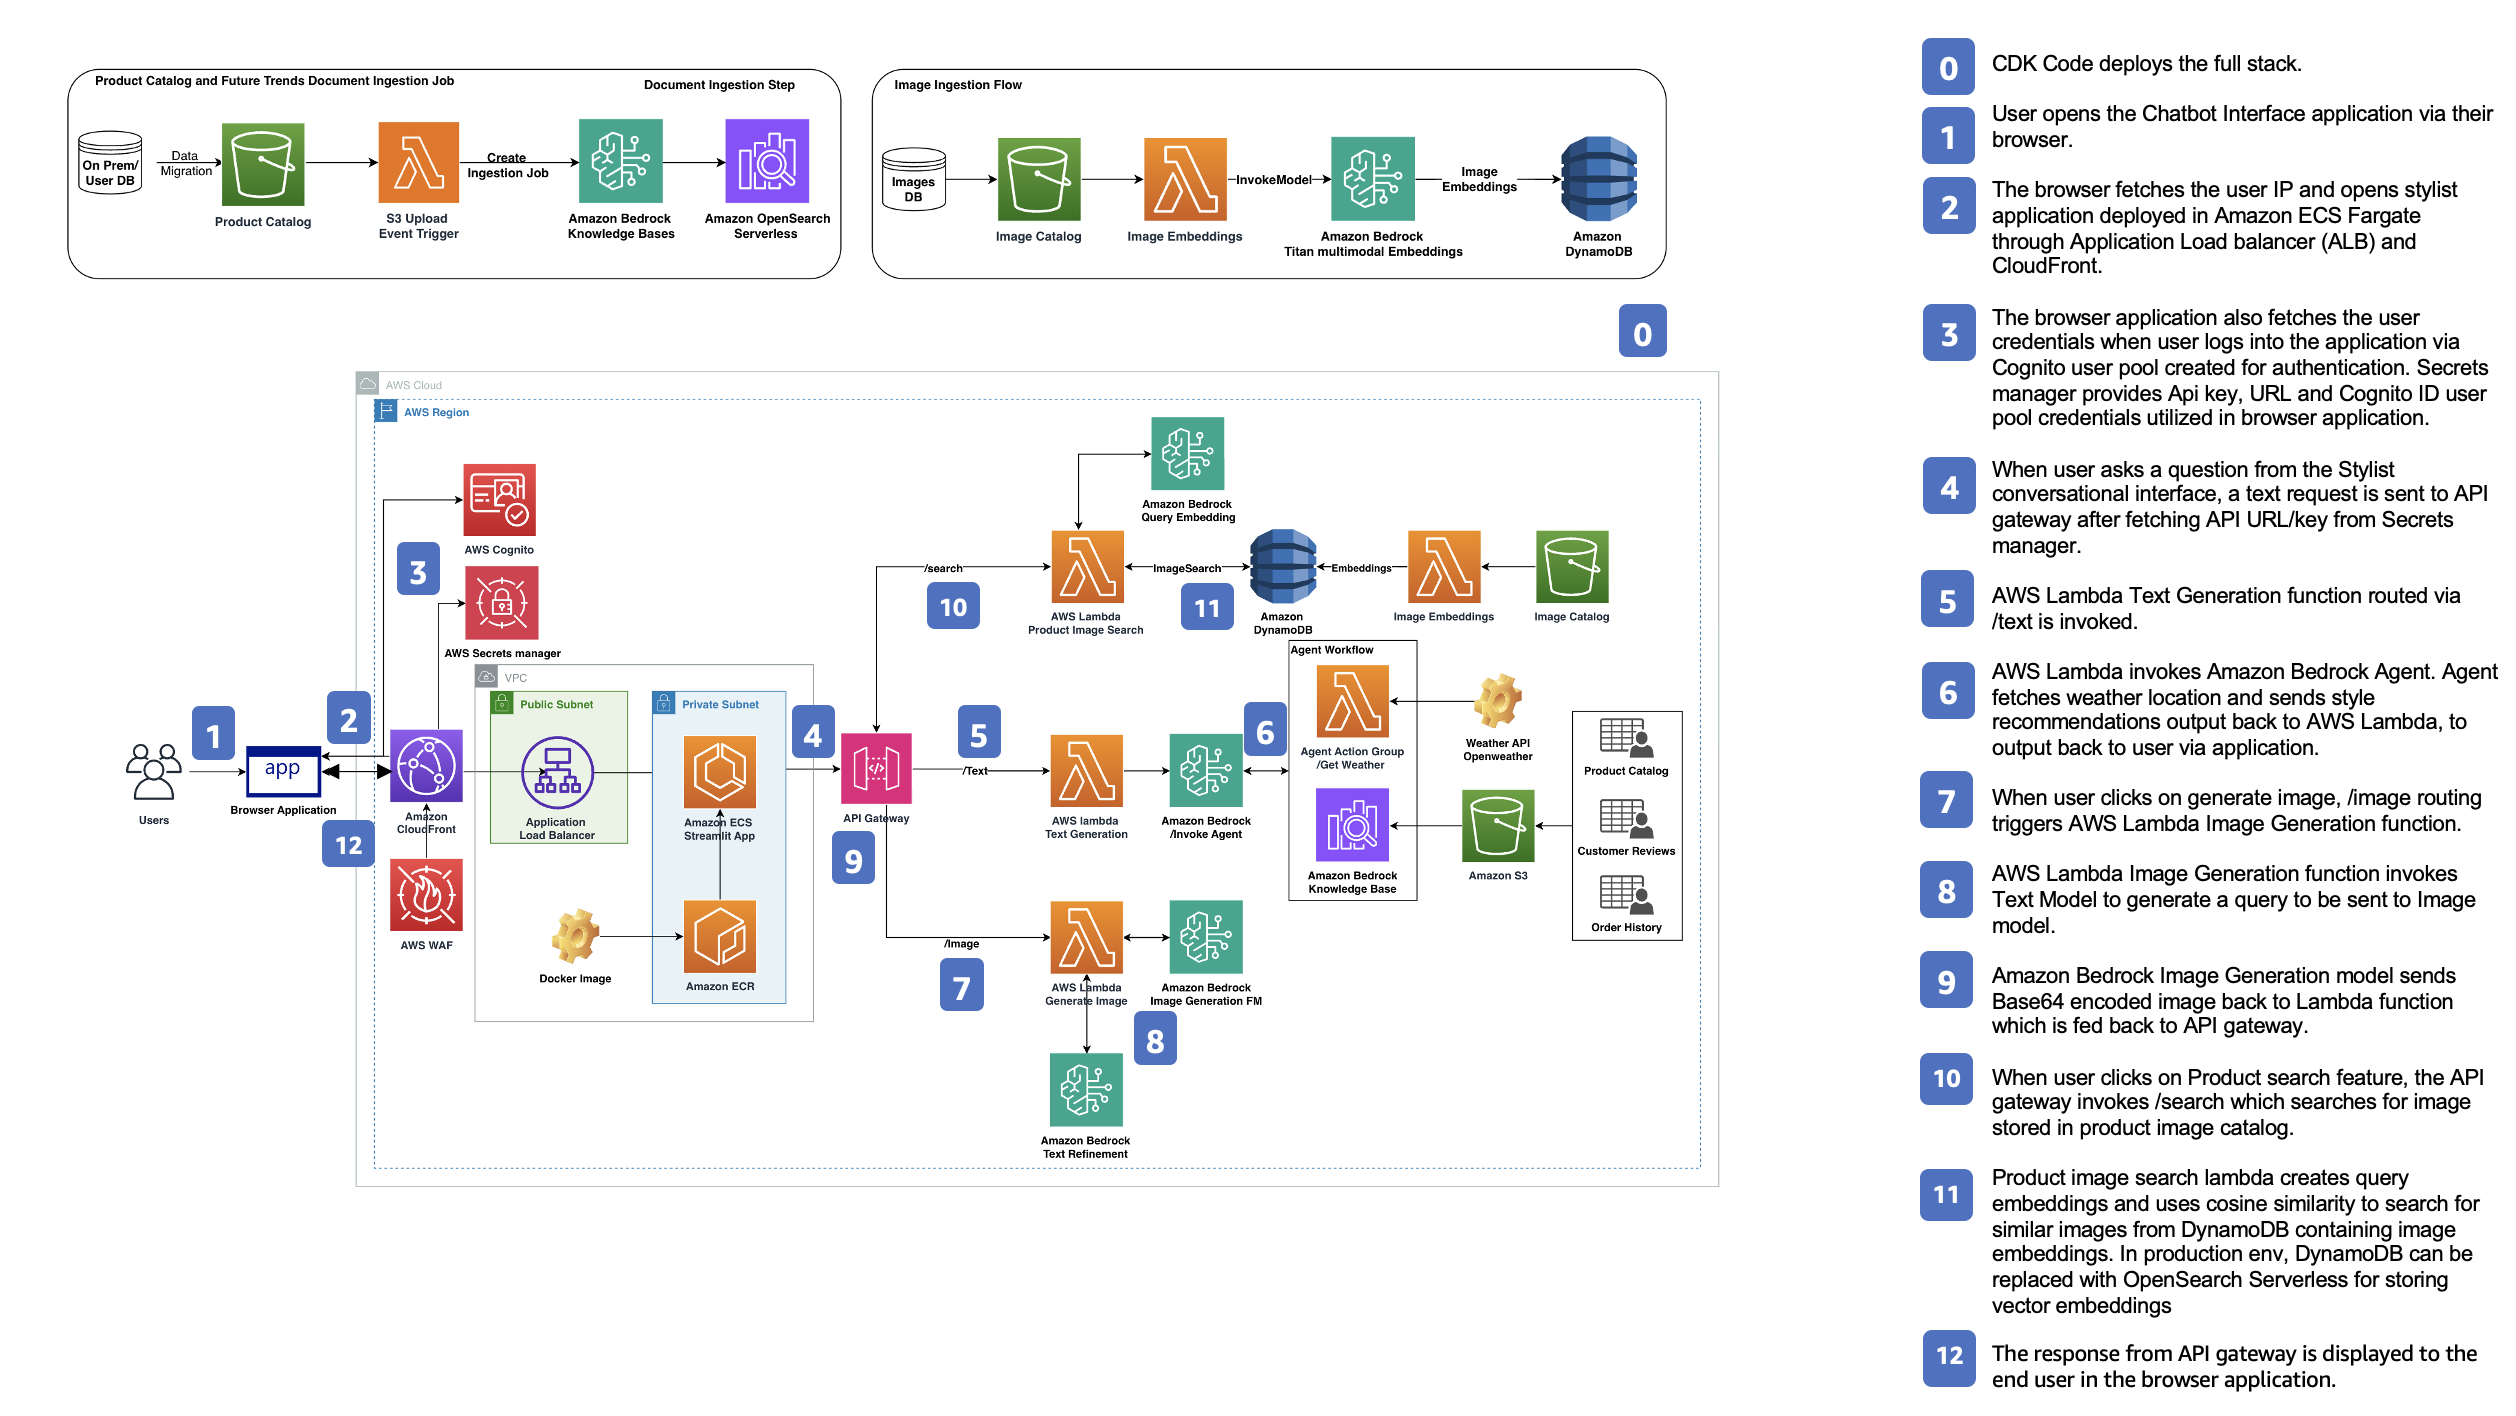 Product Catalog and Future Trends Document Ingestion Job
Document Ingestion Step
On Prem/
User DB
Data
Migration
Product Catalog
S3 Upload
Event Trigger
Create
Ingestion Job
Amazon Bedrock
Knowledge Bases
Amazon OpenSearch
Serverless
Image Ingestion Flow
Images
DB
Image Catalog
Image Embeddings
InvokeModel
Amazon Bedrock
Titan multimodal Embeddings
Image
Embeddings
Amazon
DynamoDB
0
AWS Cloud
AWS Region
AWS Cognito
3
AWS Secrets manager
Amazon Bedrock
Query Embedding
/search
10
AWS Lambda
Product Image Search
ImageSearch
11
Amazon
DynamoDB
Embeddings
Image Embeddings
Image Catalog
VPC
Public Subnet
Private Subnet
1
2
Users
app
Browser Application
12
Amazon
CloudFront
AWS WAF
Application
Load Balancer
Amazon ECS
Streamlit App
Docker Image
Amazon ECR
4
API Gateway
9
5
/Text
AWS lambda
Text Generation
Amazon Bedrock
/Invoke Agent
6
Agent Workflow
Agent Action Group
/Get Weather
Amazon Bedrock
Knowledge Base
Weather API
Openweather
Amazon S3
Product Catalog
Customer Reviews
Order History
/Image
7
AWS Lambda
Generate Image
Amazon Bedrock
Image Generation FM
8
Amazon Bedrock
Text Refinement
0
CDK Code deploys the full stack.
1
User opens the Chatbot Interface application via their
browser.
2
The browser fetches the user IP and opens stylist
application deployed in Amazon ECS Fargate
through Application Load balancer (ALB) and
CloudFront.
3
The browser application also fetches the user
credentials when user logs into the application via
Cognito user pool created for authentication. Secrets
manager provides Api key, URL and Cognito ID user
pool credentials utilized in browser application.
4
When user asks a question from the Stylist
conversational interface, a text request is sent to API
gateway after fetching API URL/key from Secrets
manager.
5
AWS Lambda Text Generation function routed via
/text is invoked.
6
AWS Lambda invokes Amazon Bedrock Agent. Agent
fetches weather location and sends style
recommendations output back to AWS Lambda, to
output back to user via application.
7
When user clicks on generate image, /image routing
triggers AWS Lambda Image Generation function.
8
AWS Lambda Image Generation function invokes
Text Model to generate a query to be sent to Image
model.
9
Amazon Bedrock Image Generation model sends
Base64 encoded image back to Lambda function
which is fed back to API gateway.
10
When user clicks on Product search feature, the API
gateway invokes /search which searches for image
stored in product image catalog.
11
Product image search lambda creates query
embeddings and uses cosine similarity to search for
similar images from DynamoDB containing image
embeddings. In production env, DynamoDB can be
replaced with OpenSearch Serverless for storing
vector embeddings
12
The response from API gateway is displayed to the
end user in the browser application.